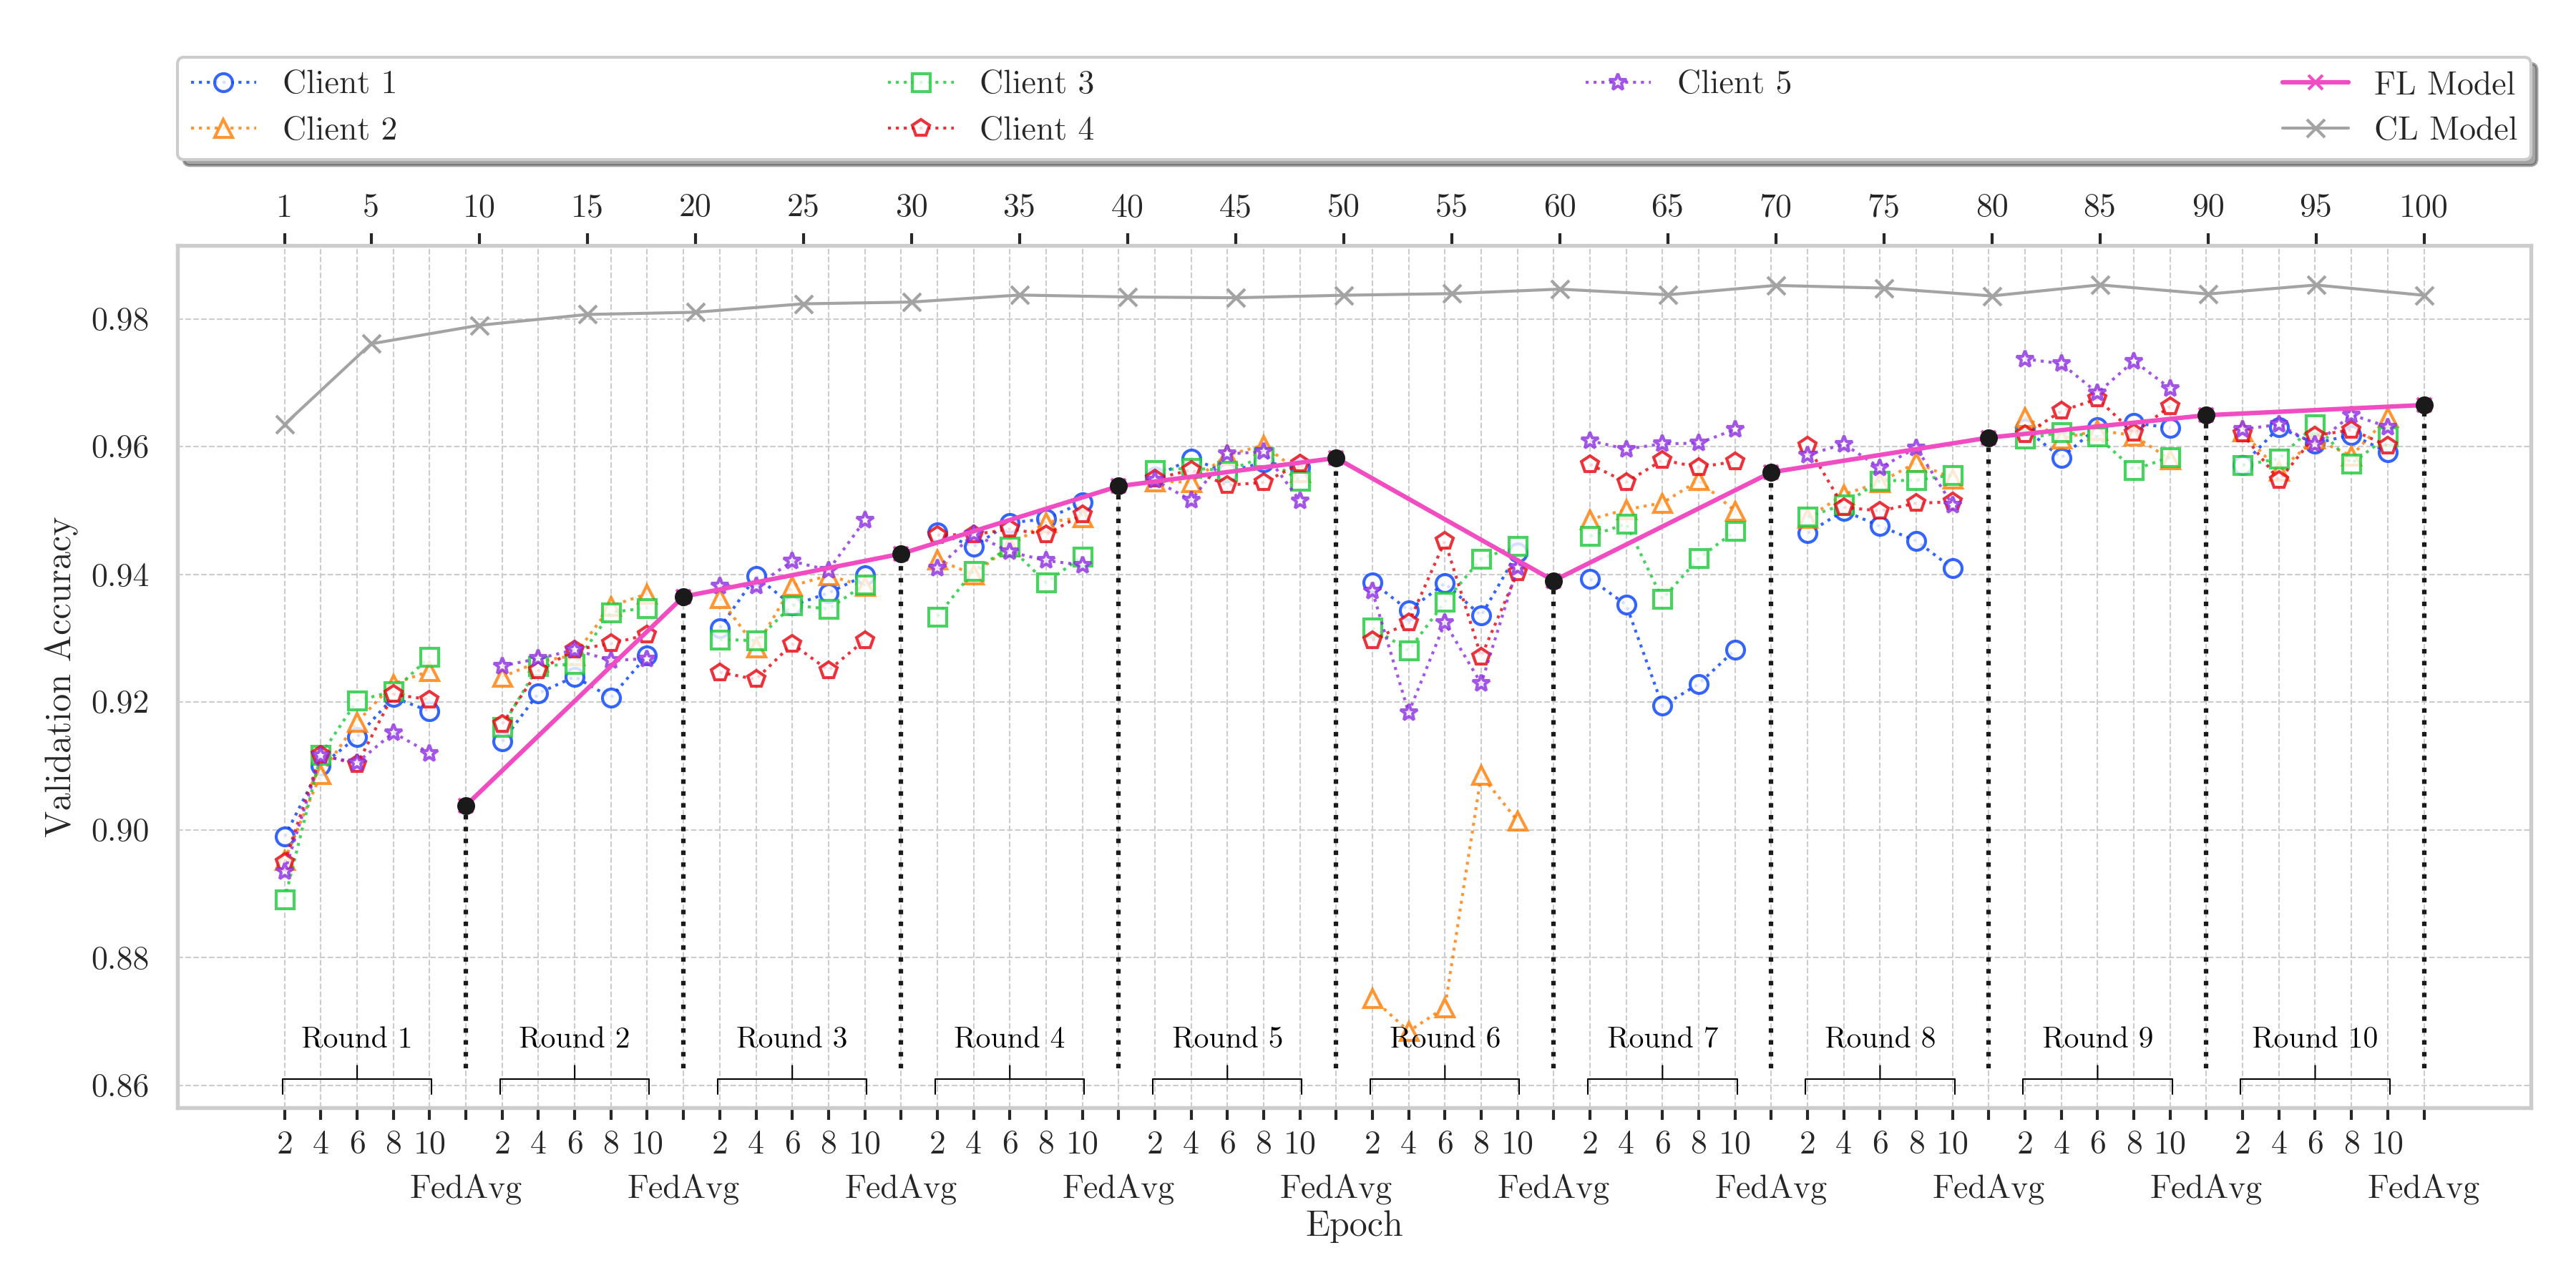 Client 1 Client 3 Client 5 FL Model
Client 2 Client 4 CL Model
1 5 10 15 20 25 30 35 40 45 50 55 60 65 70 75 80 85 90 95 100
0.98
0.96
0.94
0.92
0.90
0.88
0.86
Validation Accuracy
Round 1 Round 2 Round 3 Round 4 Round 5 Round 6 Round 7 Round 8 Round 9 Round 10
2 4 6 8 10 2 4 6 8 10 2 4 6 8 10 2 4 6 8 10 2 4 6 8 10 2 4 6 8 10 2 4 6 8 10 2 4 6 8 10 2 4 6 8 10 2 4 6 8 10
FedAvg FedAvg FedAvg FedAvg FedAvg FedAvg FedAvg FedAvg FedAvg FedAvg
Epoch